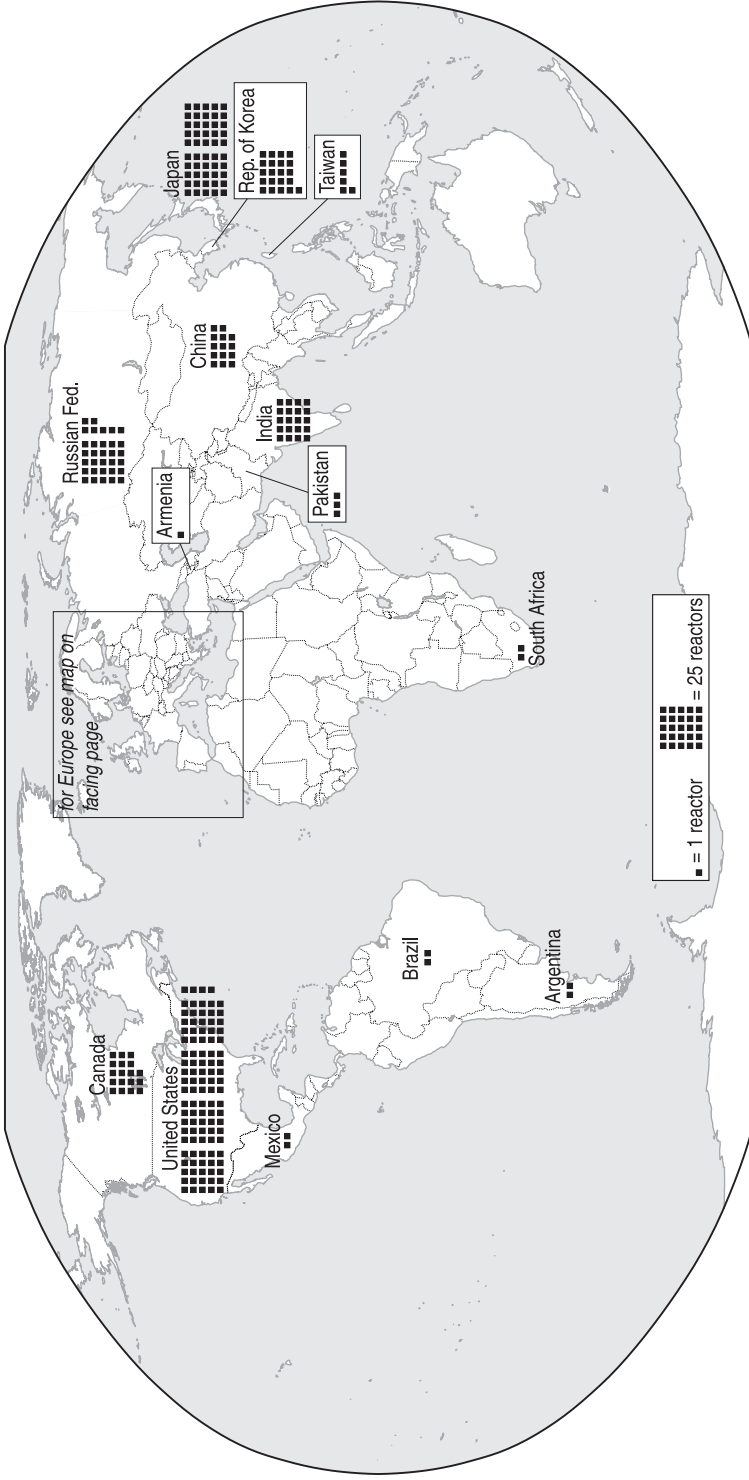 for Europe see map on
facing page.
Canada
United States
Mexico
Brazil
Argentina
South Africa
Russian Fed.
Armenia
Pakistan
India
China
Japan
Rep. of Korea
Taiwan
= 1 reactor
= 25 reactors